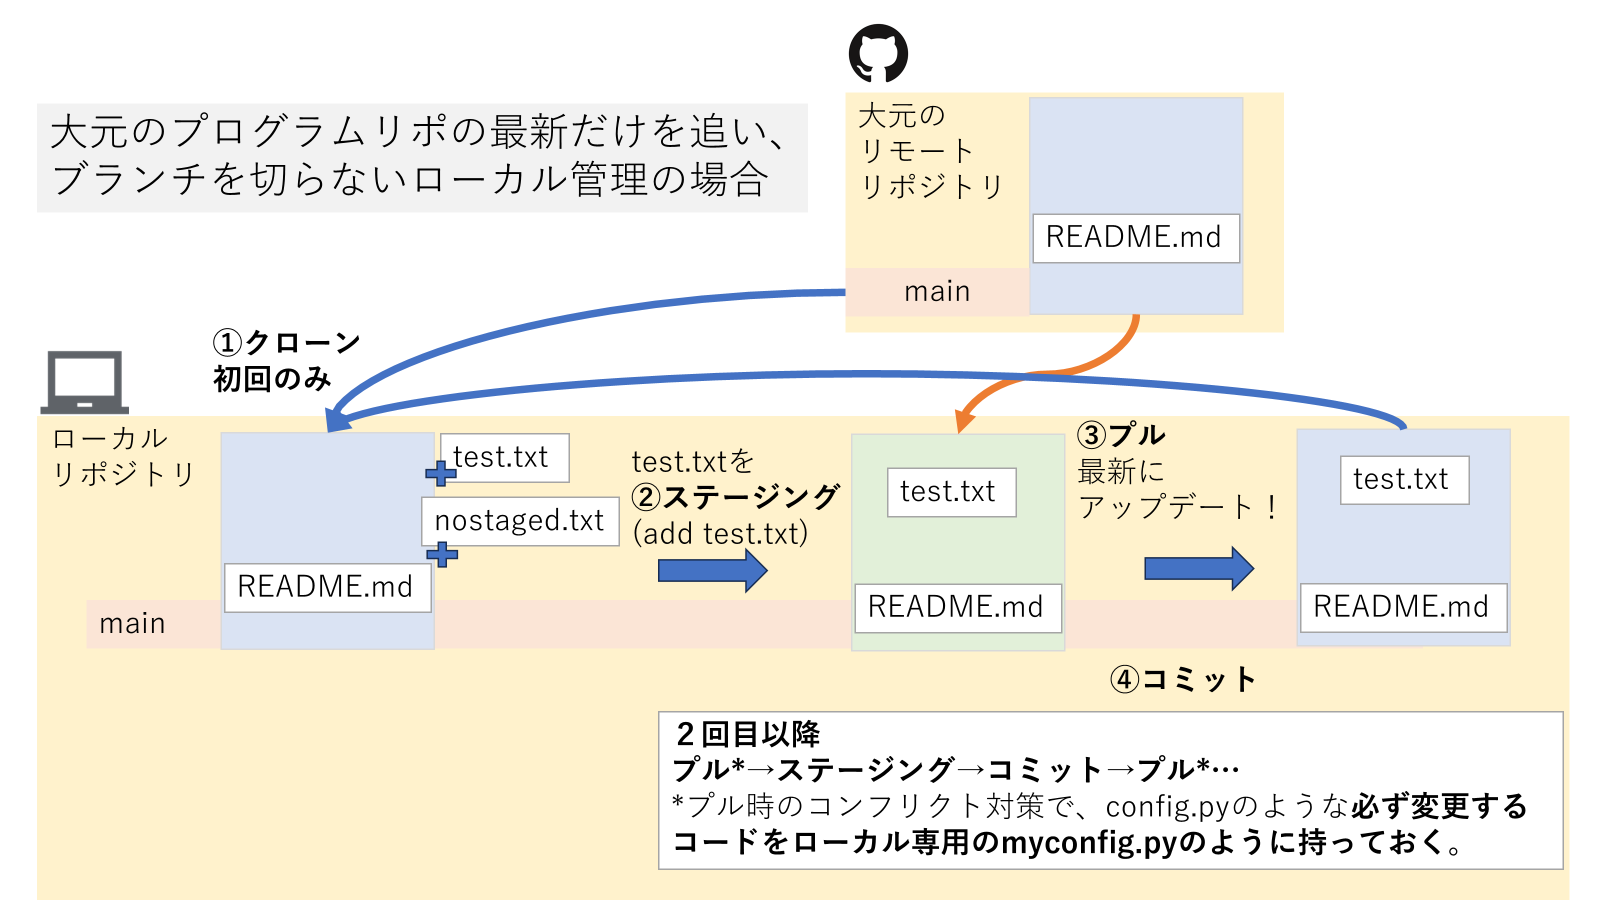 大元のプログラムリポの最新だけを追い、
ブランチを切らないローカル管理の場合
大元の
リモート
リポジトリ
README.md
main
①クローン
初回のみ
ローカル
リポジトリ
test.txt
nostaged.txt
README.md
main
test.txtを
②ステージング
(add test.txt)
test.txt
README.md
③プル
最新に
アップデート！
test.txt
README.md
④コミット
２回目以降
プル*→ステージング→コミット→プル*…
*プル時のコンフリクト対策で、config.pyのような必ず変更する
コードをローカル専用のmyconfig.pyのように持っておく。